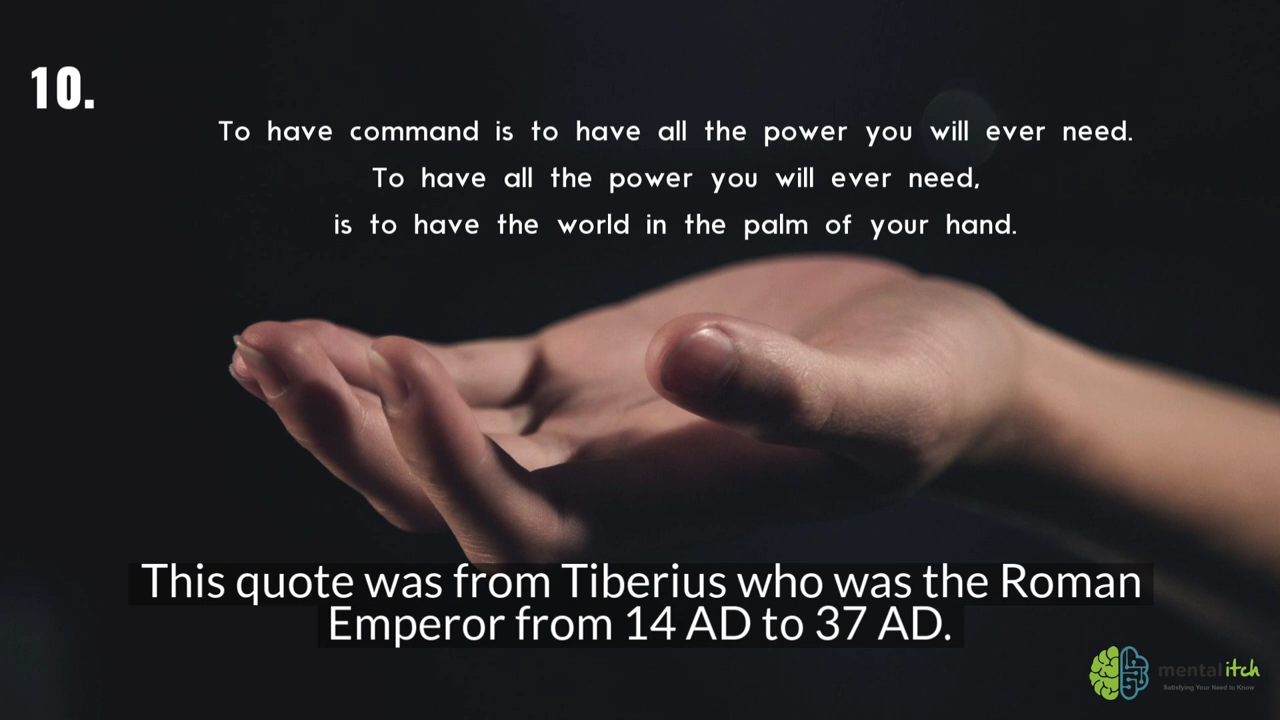 10.
To have command is to have all the power you will ever need.
To have all the power you will ever need,
is to have the world in the palm of your hand.
This quote was from Tiberius who was the Roman
Emperor from 14 AD to 37 AD.
mentalitch
Satisfying Your Need to Know